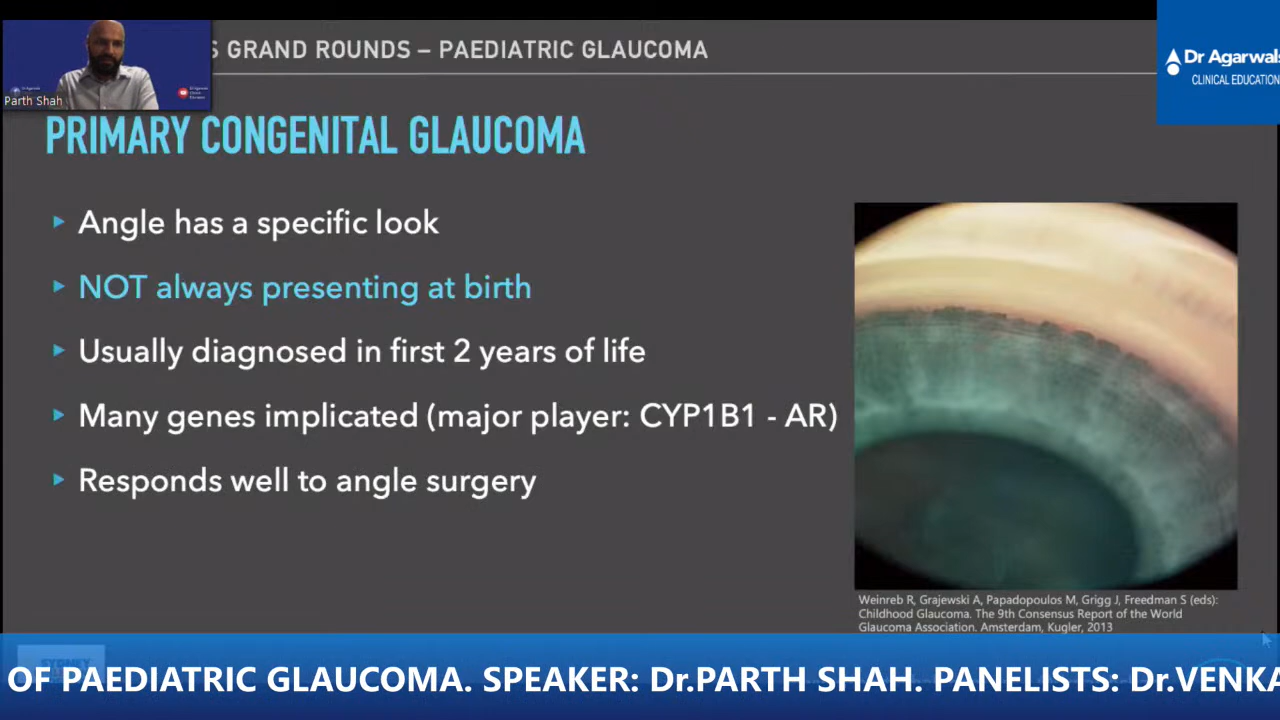 S GRAND ROUNDS – PAEDIATRIC GLAUCOMA
Dr Agarwals
CLINICAL EDUCATION
Parth Shah
PRIMARY CONGENITAL GLAUCOMA
Angle has a specific look
NOT always presenting at birth
Usually diagnosed in first 2 years of life
Many genes implicated (major player: CYP1B1 - AR)
Responds well to angle surgery
Weinreb R, Grajewski A, Papadopoulos M, Grigg J, Freedman S (eds):
Childhood Glaucoma. The 9th Consensus Report of the World
Glaucoma Association. Amsterdam, Kugler, 2013
SYDNEY
OF PAEDIATRIC GLAUCOMA. SPEAKER: Dr.PARTH SHAH. PANELISTS: Dr.VENKA